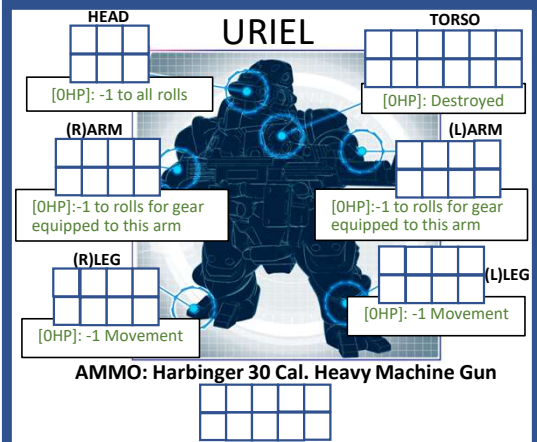 HEAD
URIEL
TORSO
[0HP]: -1 to all rolls
[0HP]: Destroyed
(R)ARM
(L)ARM
[0HP]:-1 to rolls for gear
equipped to this arm
[0HP]:-1 to rolls for gear
equipped to this arm
(R)LEG
(L)LEG
[0HP]: -1 Movement
[0HP]: -1 Movement
AMMO: Harbinger 30 Cal. Heavy Machine Gun